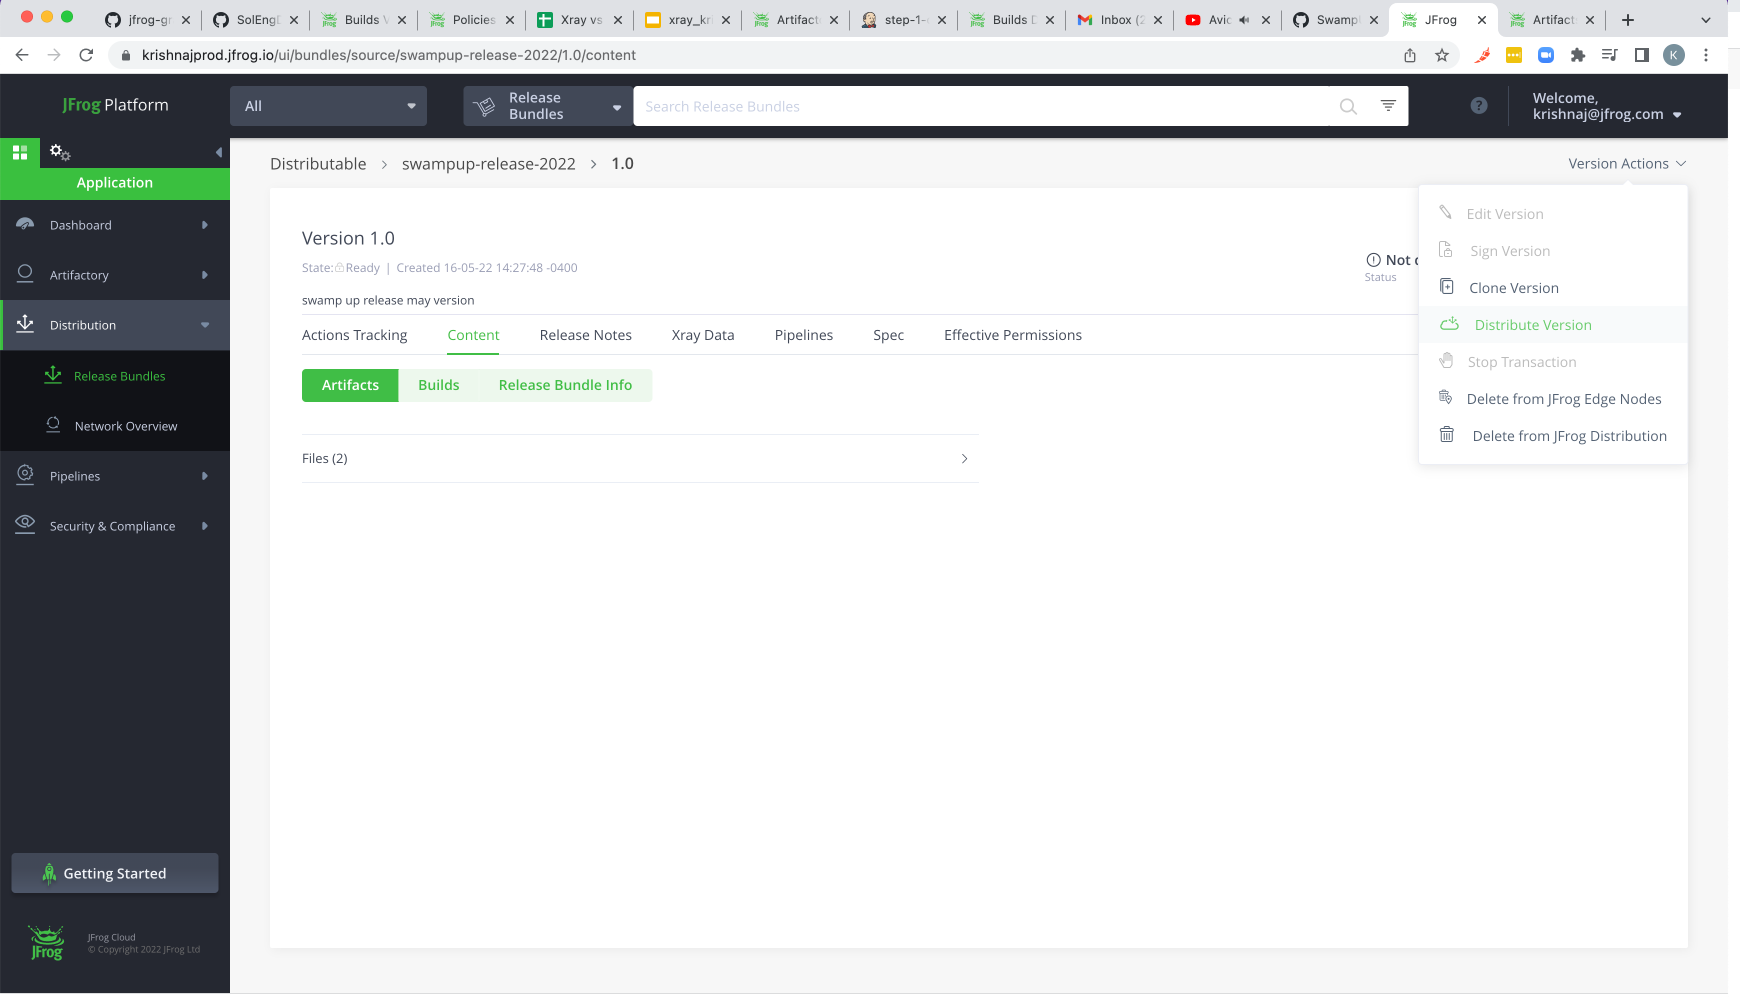 jfrog-gr
SolEng
Builds V
Policies
Xray vs
xray_kr
Artifact
step-1-
Builds D
Inbox (2
Avic
Swamp
JFrog
Artifact
krishnajprod.jfrog.io/ui/bundles/source/swampup-release-2022/1.0/content
K
JFrog Platform
All
Release
Bundles
Search Release Bundles
?
Welcome,
krishnaj@jfrog.com
Application
Dashboard
Artifactory
Distribution
Release Bundles
Network Overview
Pipelines
Security & Compliance
Getting Started
JFrog
JFrog Cloud
© Copyright 2022 JFrog Ltd
Distributable > swampup-release-2022 > 1.0
Version Actions
Version 1.0
State: Ready | Created 16-05-22 14:27:48 -0400
swamp up release may version
Not
Status
Actions Tracking
Content
Release Notes
Xray Data
Pipelines
Spec
Effective Permissions
Artifacts
Builds
Release Bundle Info
Files (2)
Edit Version
Sign Version
Clone Version
Distribute Version
Stop Transaction
Delete from JFrog Edge Nodes
Delete from JFrog Distribution